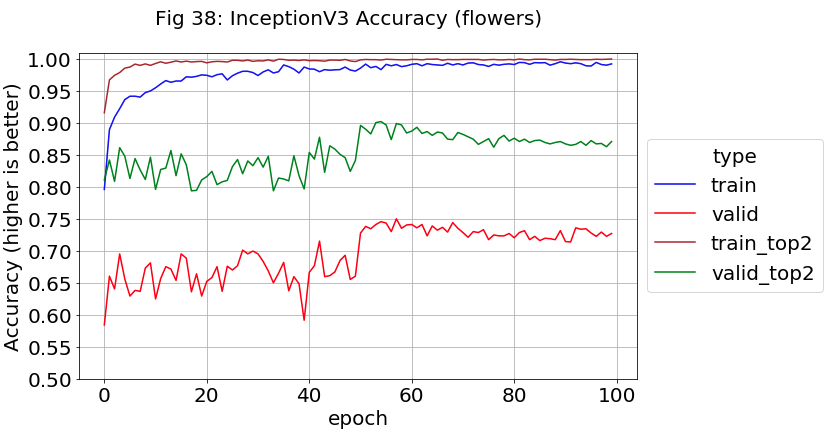 Fig 38: InceptionV3 Accuracy (flowers)
Accuracy (higher is better)
1.00
0.95
0.90
0.85
0.80
0.75
0.70
0.65
0.60
0.55
0.50
0
20
40
60
80
100
epoch
type
train
valid
train_top2
valid_top2